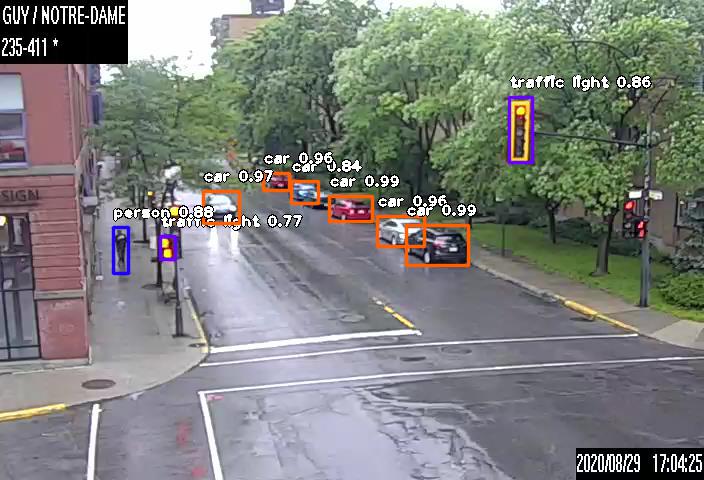 GUY / NOTRE-DAME
235-411 *
traffic light 0.86
car 0.96
car 0.84
car 0.97
car 0.99
car 0.96
car 0.99
person 0.88
traffic light 0.77
SIGN
2020/08/29 17:04:25